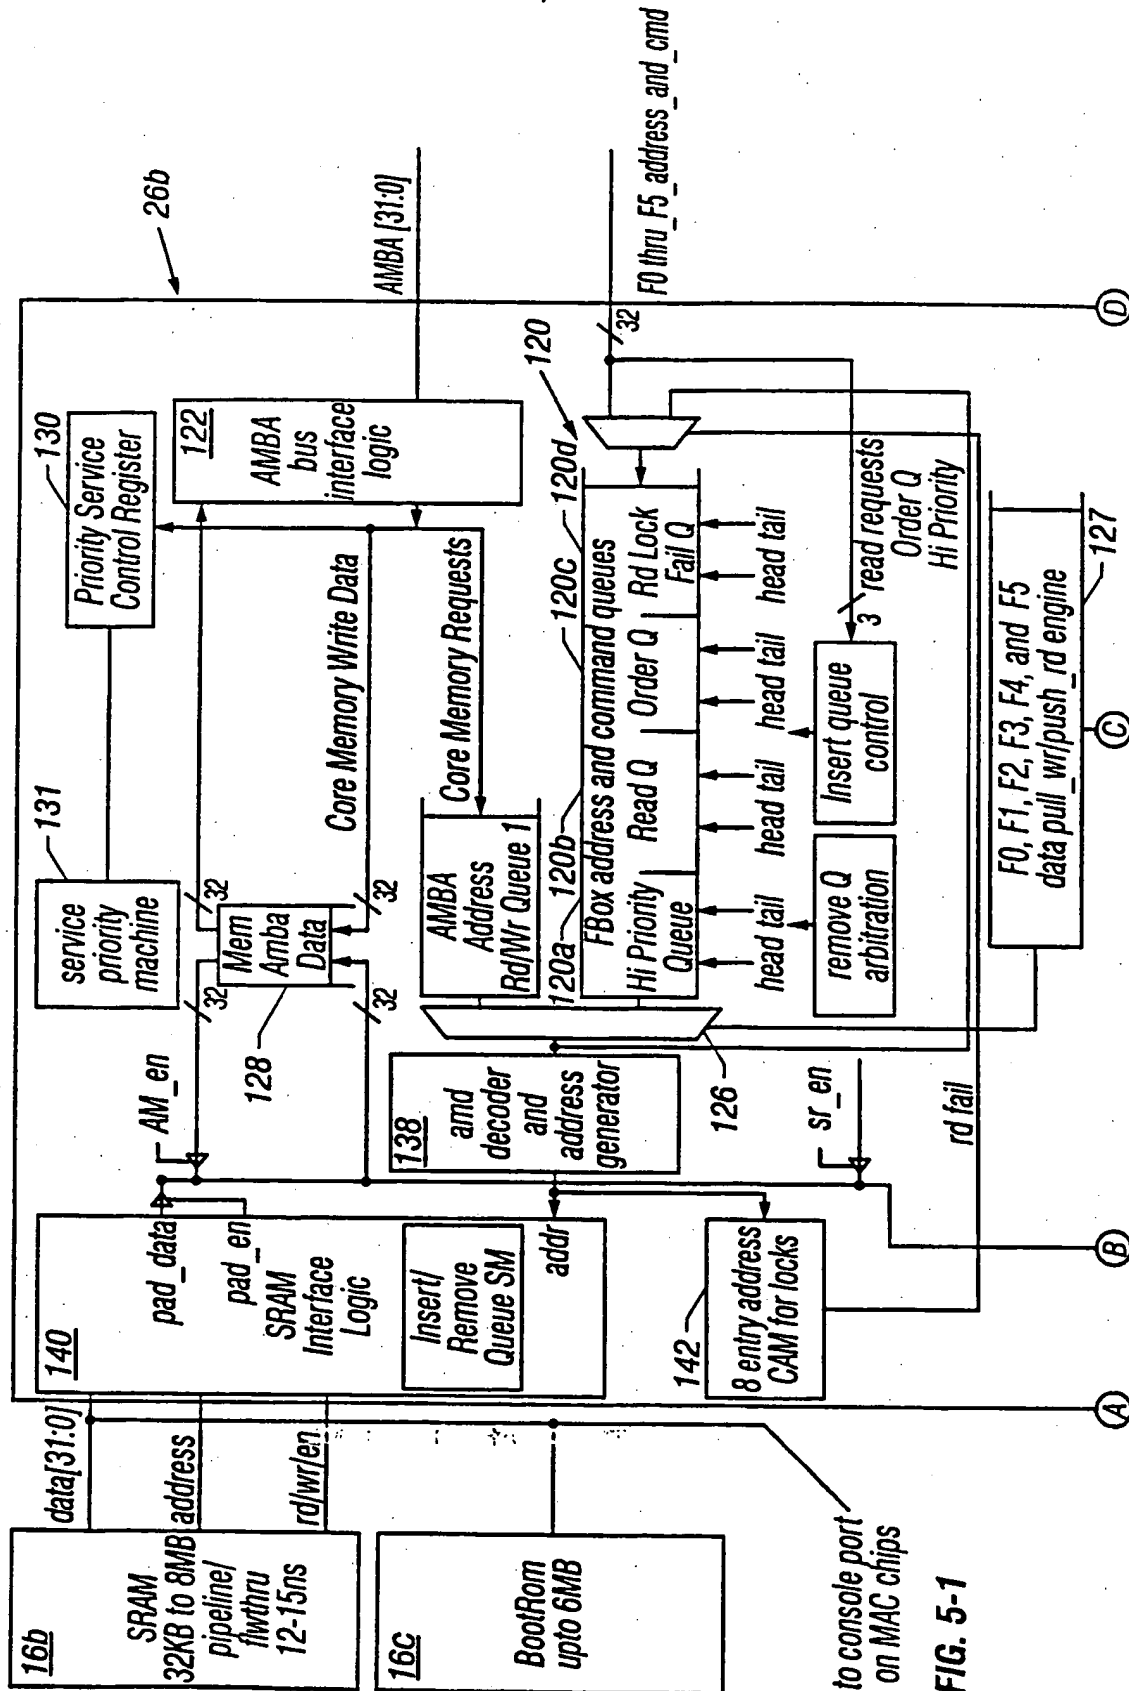 26b
AMBA [31:0]
F0 thru_F5_address_and_cmd
130
Priority Service
Control Register
122
AMBA
bus
interface
logic
131
service
priority
machine
Core Memory Write Data
Core Memory Requests
32
32
32
32
Mem
Amba
Data
128
AM_en
AMBA
Address
Rd/Wr Queue 1
120
32
120a
120b
120c
120d
FBox address and command queues
Hi Priority
Queue
Read Q
Order Q
Rd Lock
Fail Q
head tail
head tail
head tail
head tail
remove Q
arbitration
Insert queue
control
3
read requests
Order Q
Hi Priority
127
F0, F1, F2, F3, F4, and F5
data pull_wr/push_rd engine
126
138
amd
decoder
and
address
generator
sr_en
rd fail
140
pad_data
pad_en
SRAM
Interface
Logic
Insert/
Remove
Queue SM
addr
142
8 entry address
CAM for locks
data[31:0]
address
rd/wr/en
16b
SRAM
32KB to 8MB
pipeline/
flwthru
12-15ns
16c
BootRom
upto 6MB
to console port
on MAC chips
A
B
C
D
FIG. 5-1